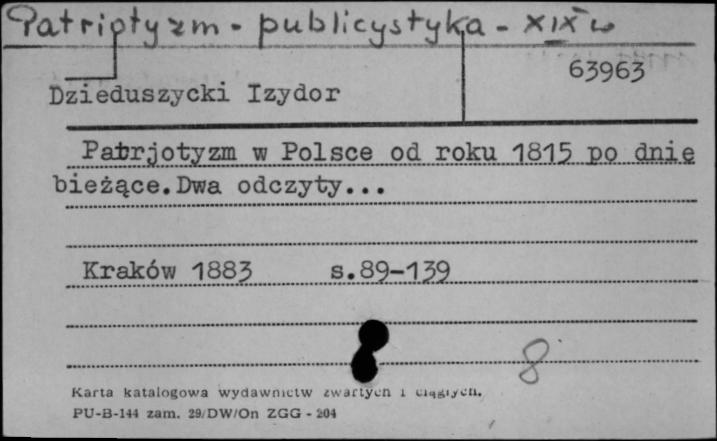 Patriotyzm - publicystyka - XIX w
63963
Dzieduszycki Izydor
Patrjotyzm w Polsce od roku 1815 po dnie
bieżące.Dwa odczyty...
Kraków 1883 s.89-139
8
Karta katalogowa wydawnictw zwartych i ciągłych.
PU-B-144 zam. 29/DW/On ZGG - 204